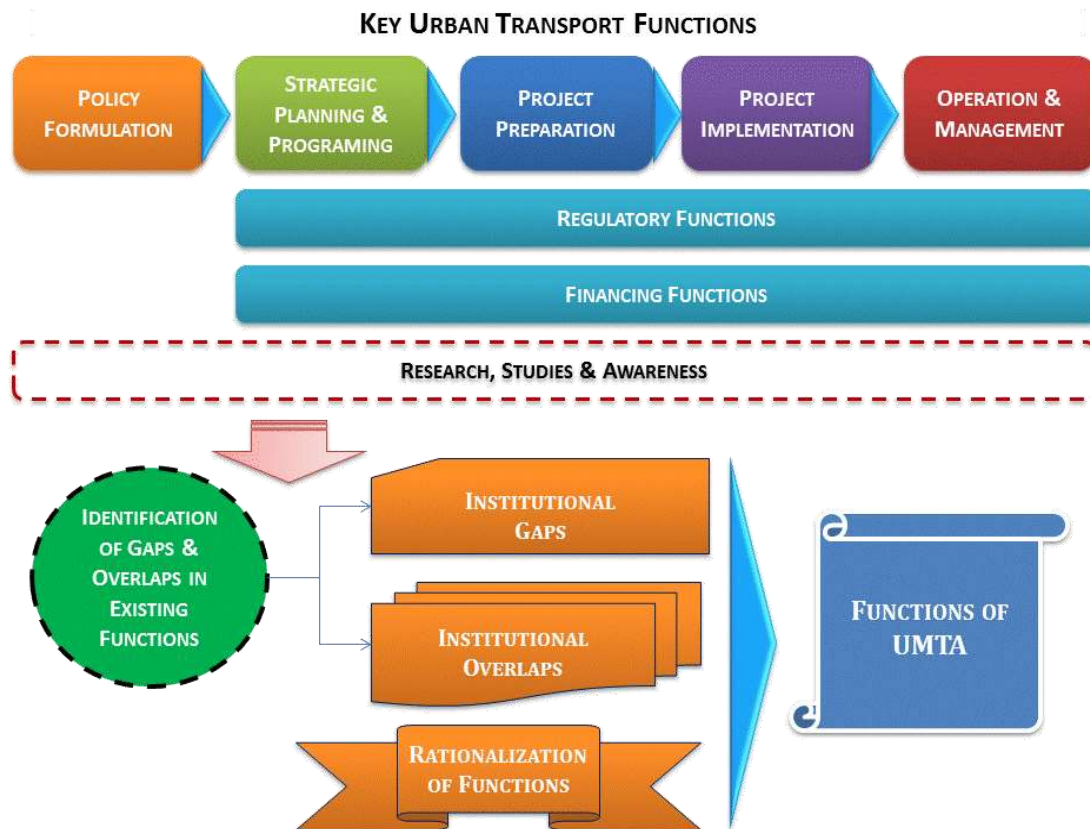 KEY URBAN TRANSPORT FUNCTIONS
POLICY
FORMULATION
STRATEGIC
PLANNING &
PROGRAMING
PROJECT
PREPARATION
PROJECT
IMPLEMENTATION
OPERATION &
MANAGEMENT
REGULATORY FUNCTIONS
FINANCING FUNCTIONS
RESEARCH, STUDIES & AWARENESS
IDENTIFICATION
OF GAPS &
OVERLAPS IN
EXISTING
FUNCTIONS
INSTITUTIONAL
GAPS
INSTITUTIONAL
OVERLAPS
RATIONALIZATION
OF FUNCTIONS
FUNCTIONS OF
UMTA